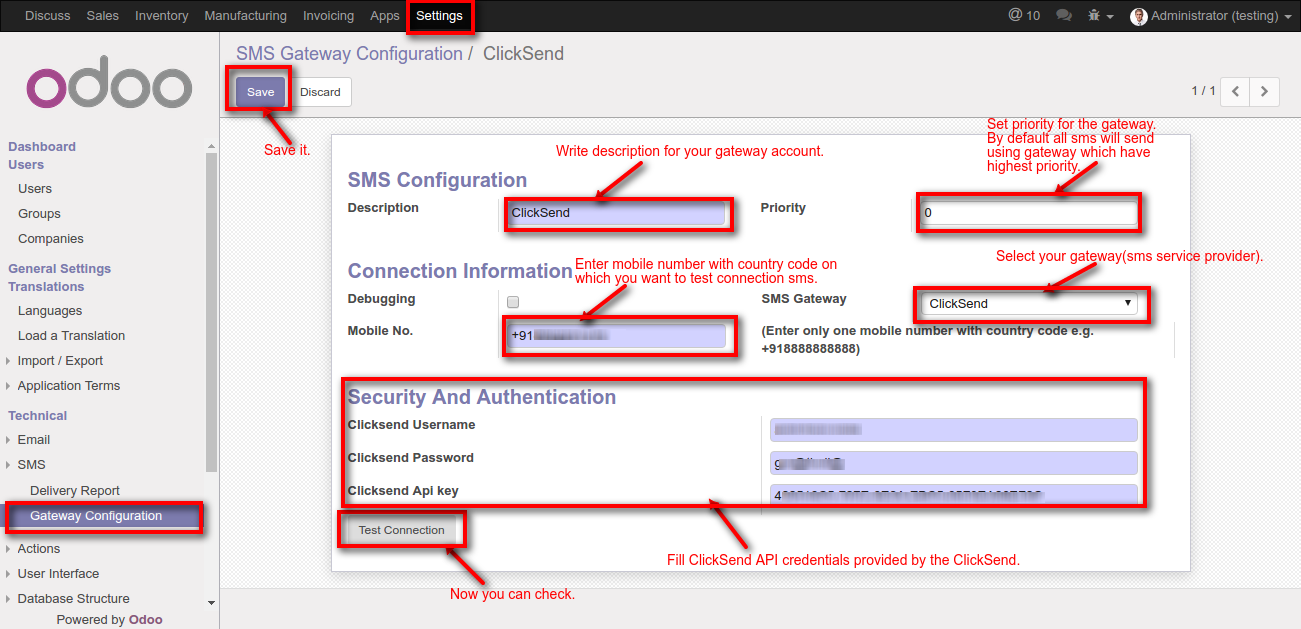 Discuss Sales Inventory Manufacturing Invoicing Apps Settings @ 10 Administrator (testing)
odoo
SMS Gateway Configuration / ClickSend
Save Discard 1 / 1
Save it.
Dashboard
Users
Users
Groups
Companies
General Settings
Translations
Languages
Load a Translation
Import / Export
Application Terms
Technical
Email
SMS
Delivery Report
Gateway Configuration
Actions
User Interface
Database Structure
Powered by Odoo
Write description for your gateway account.
Set priority for the gateway.
By default all sms will send
using gateway which have
highest priority.
SMS Configuration
Description ClickSend Priority 0
Connection Information
Enter mobile number with country code on
which you want to test connection sms.
Select your gateway(sms service provider).
Debugging SMS Gateway ClickSend
Mobile No. +91 (Enter only one mobile number with country code e.g.
+918888888888)
Security And Authentication
Clicksend Username
Clicksend Password
Clicksend Api key
Test Connection
Fill ClickSend API credentials provided by the ClickSend.
Now you can check.